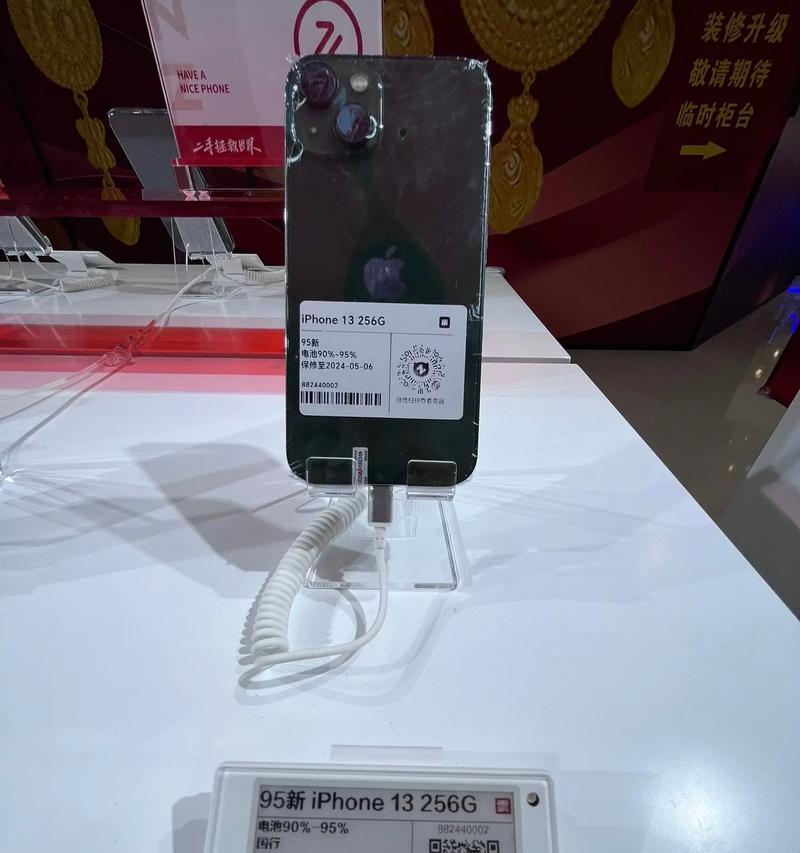 HAVE A
NICE PHONE
二手拯救世界
装修升级
敬请期待
临时柜台
iPhone 13 256G
95新
电池90%-95%
保修至2024-05-06
882440002
95新 iPhone 13 256G
电池90%-95%
882440002
国行